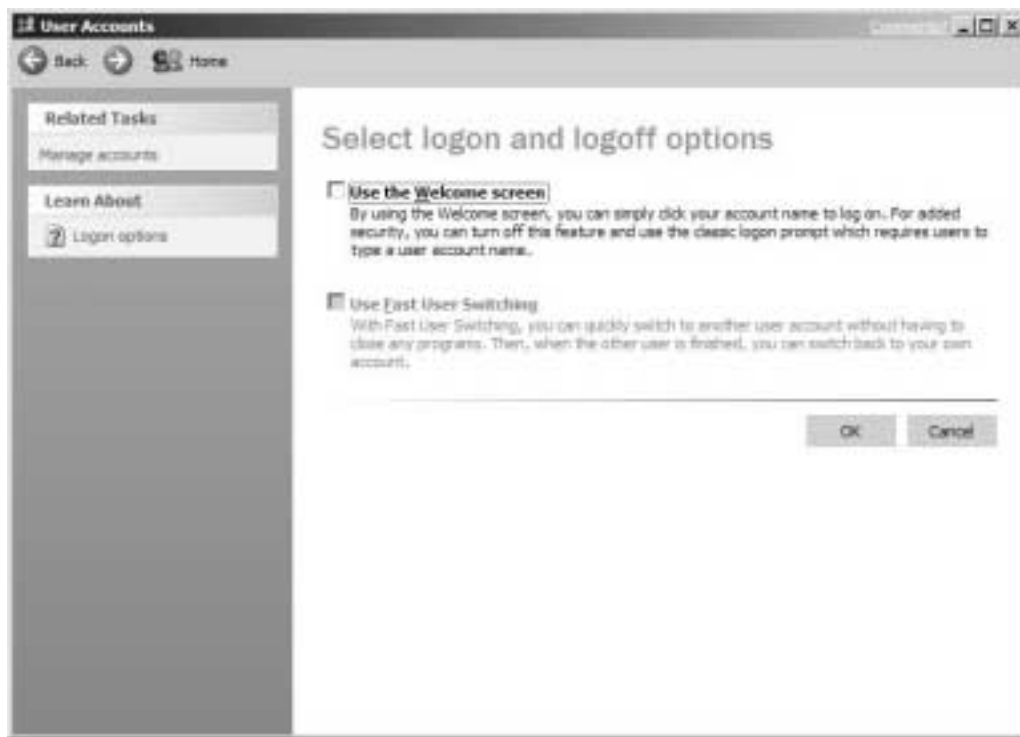 User Accounts
Back Home
Related Tasks
Manage accounts
Learn About
Logon options
Select logon and logoff options
Use the Welcome screen
By using the Welcome screen, you can simply click your account name to log on. For added
security, you can turn off this feature and use the classic logon prompt which requires users to
type a user account name.
Use Fast User Switching
With Fast User Switching, you can quickly switch to another user account without having to
close any programs. Then, when the other user is finished, you can switch back to your own
account.
OK Cancel